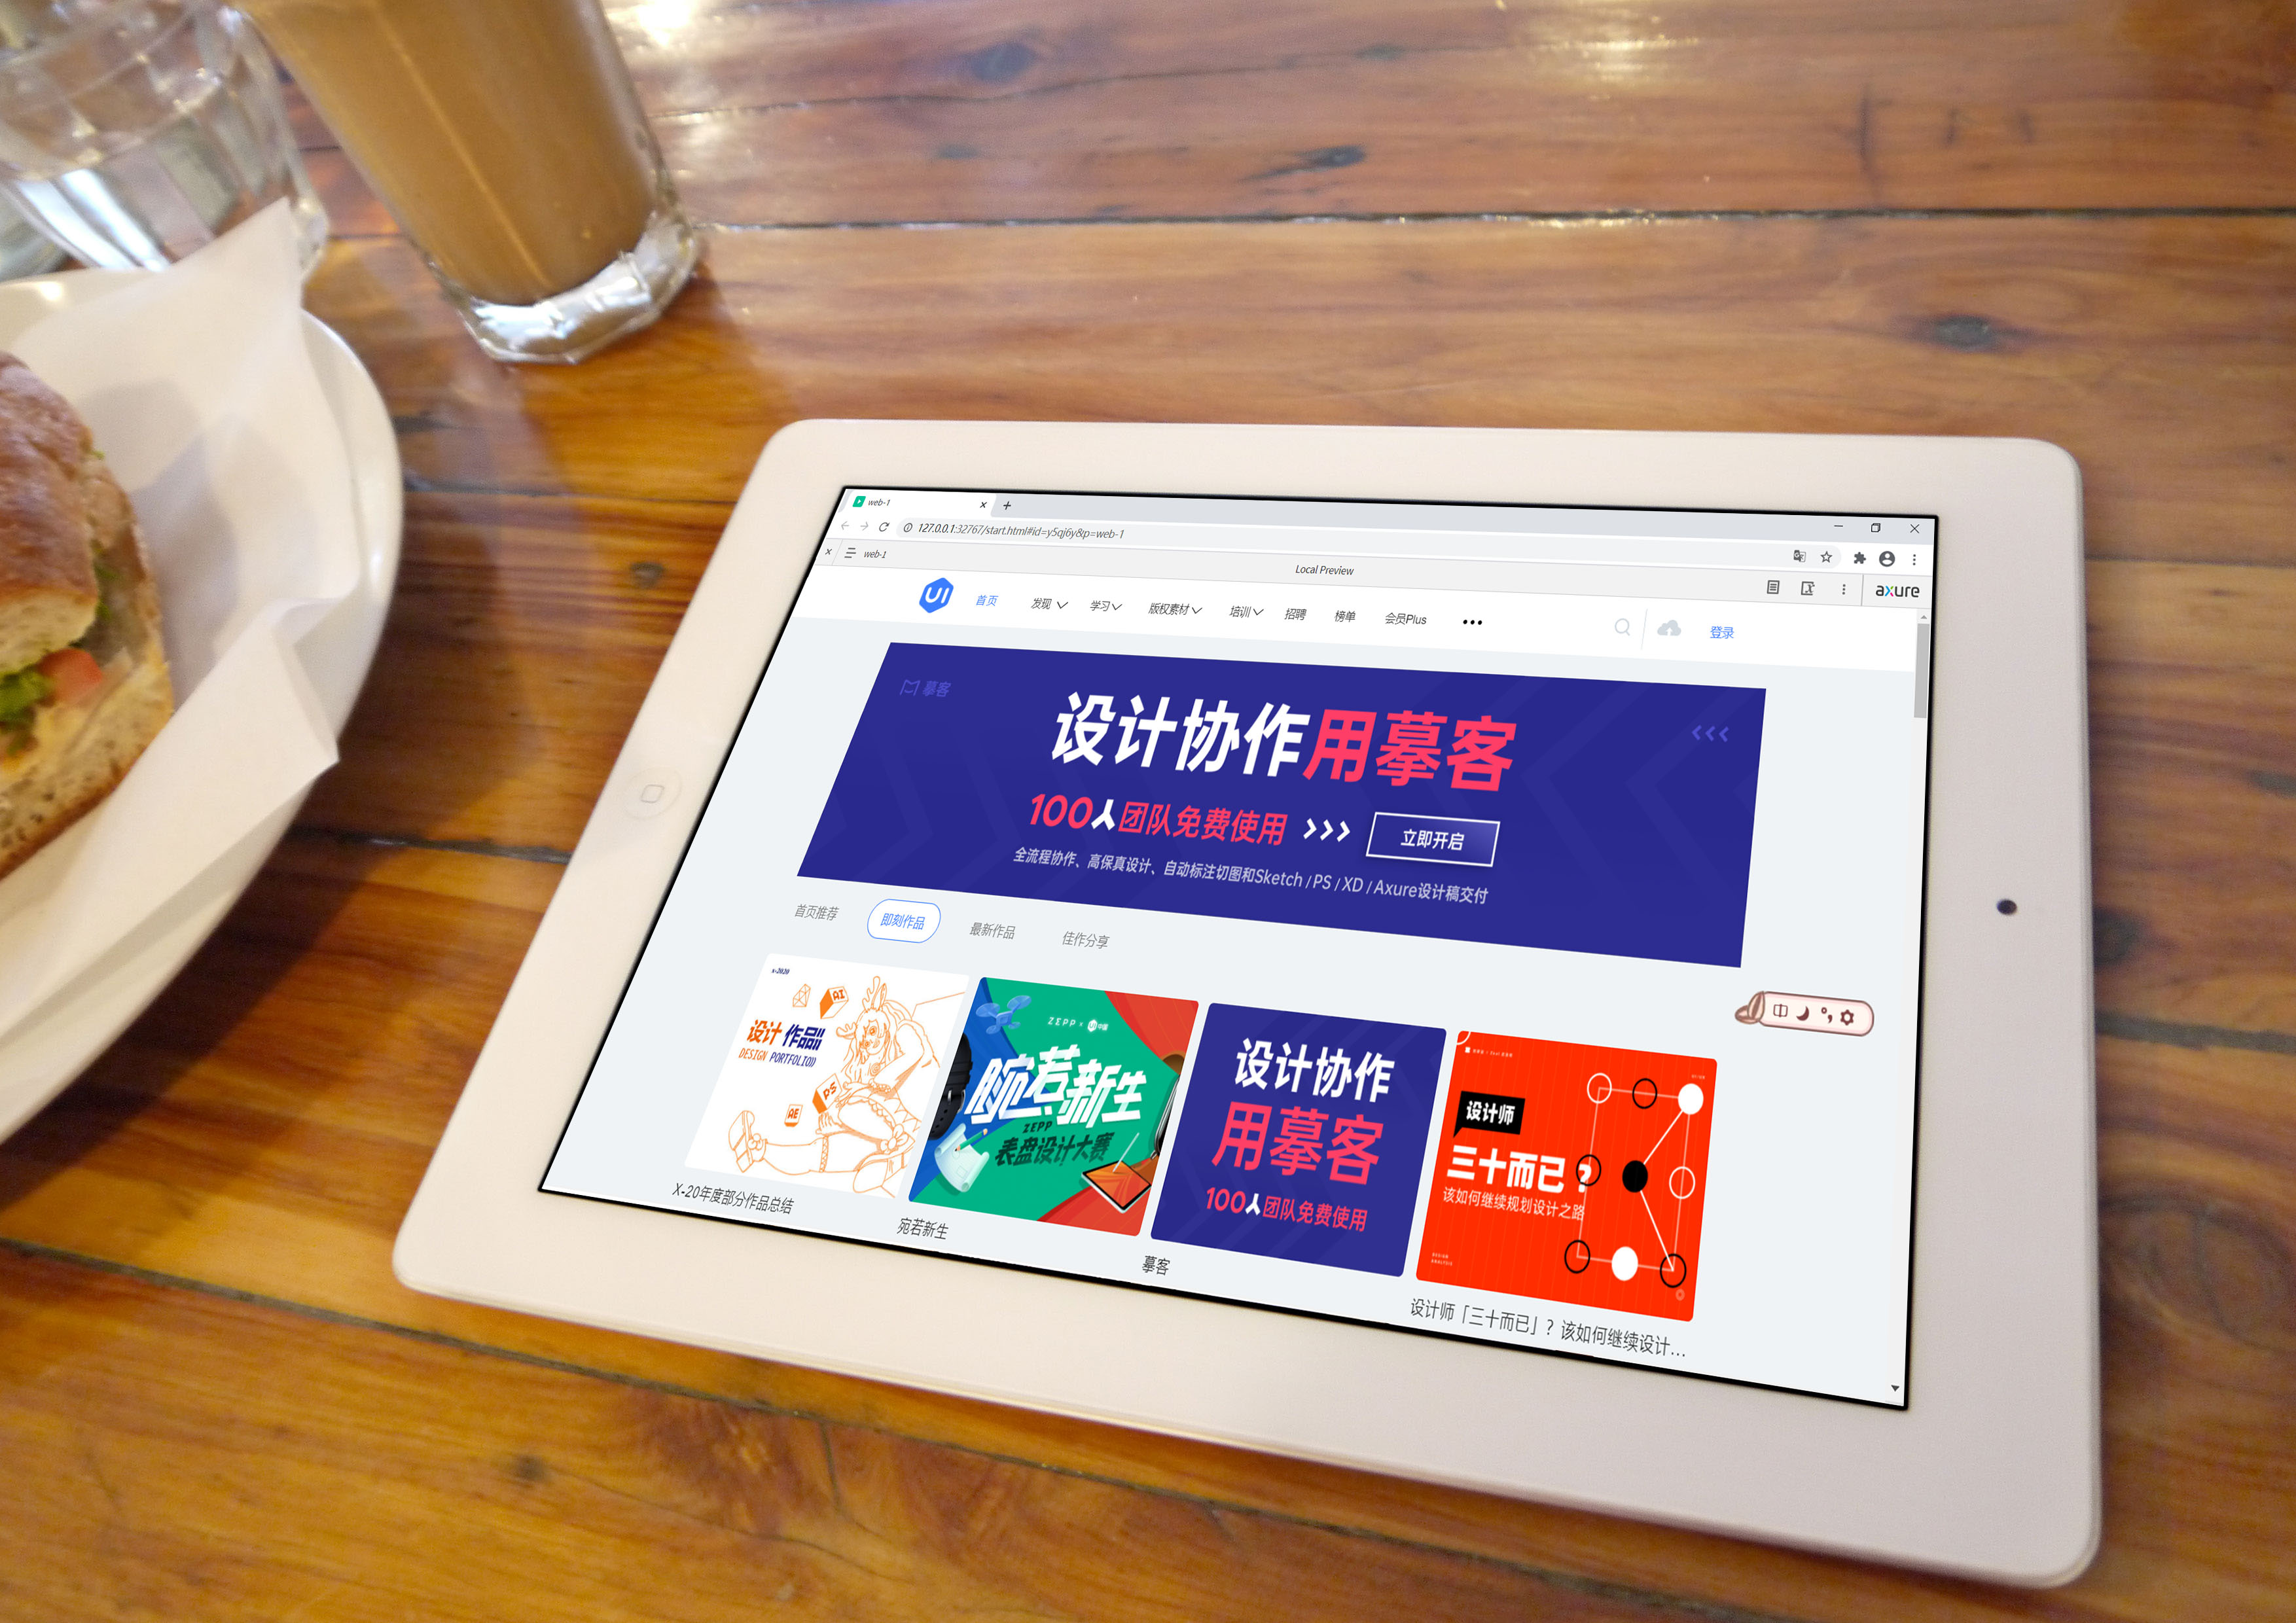 web-1
127.0.0.1:32767/start.html#id=y5qj6y&p=web-1
web-1
Local Preview
axure
UI
首页 发现 学习 版权素材 培训 招聘 榜单 会员Plus
登录
摹客
设计协作用摹客
100人团队免费使用
立即开启
全流程协作、高保真设计、自动标注切图和Sketch / PS / XD / Axure设计稿交付
首页推荐 即刻作品 最新作品 佳作分享
x-2020
AI
设计 作品
DESIGN PORTFOLIO
PS
AE
X-20年度部分作品总结
ZEPP × UI中国
腕若新生
ZEPP
表盘设计大赛
宛若新生
设计协作
用摹客
100人团队免费使用
摹客
设计师
三十而已?
该如何继续规划设计之路
设计师「三十而已」? 该如何继续设计...